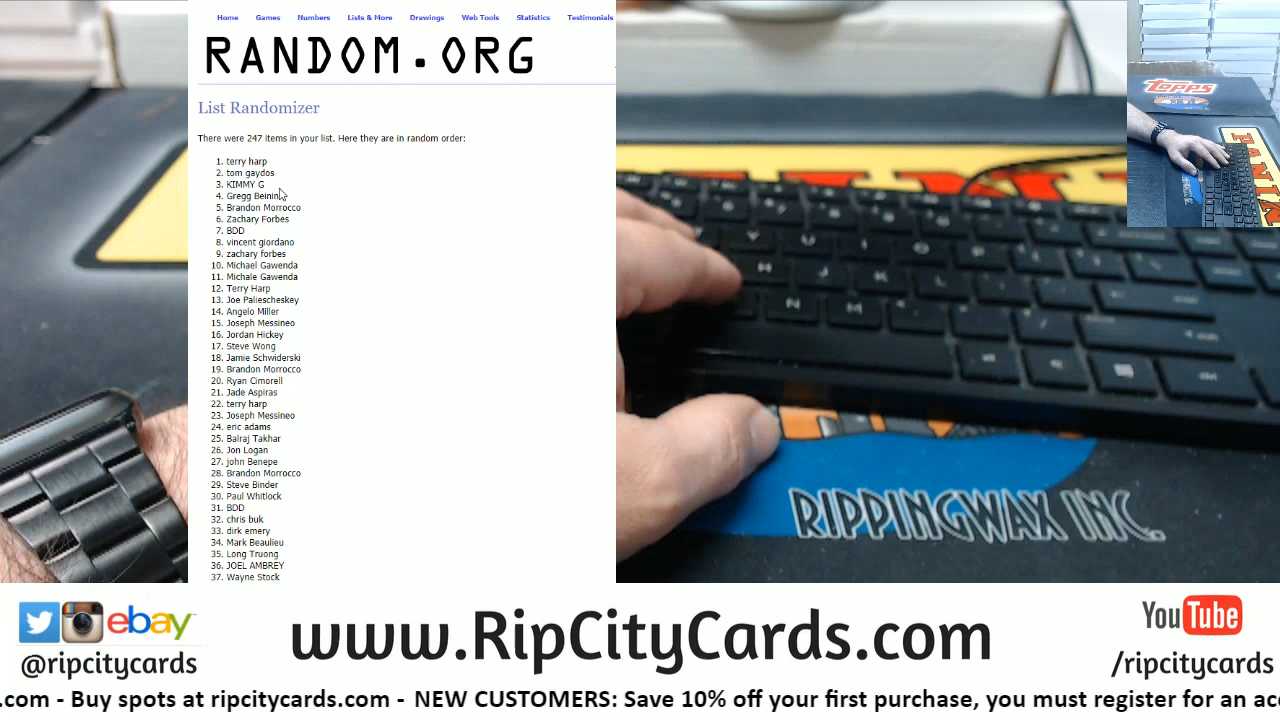 Home Games Numbers Lists & More Drawings Web Tools Statistics Testimonials
RANDOM.ORG
List Randomizer
There were 247 items in your list. Here they are in random order:
1. terry harp
2. tom gaydos
3. KIMMY G
4. Gregg Beinin
5. Brandon Morrocco
6. Zachary Forbes
7. BDD
8. vincent giordano
9. zachary forbes
10. Michael Gawenda
11. Michale Gawenda
12. Terry Harp
13. Joe Paliescheskey
14. Angelo Miller
15. Joseph Messineo
16. Jordan Hickey
17. Steve Wong
18. Jamie Schwiderski
19. Brandon Morrocco
20. Ryan Cimorell
21. Jade Aspiras
22. terry harp
23. Joseph Messineo
24. eric adams
25. Balraj Takhar
26. Jon Logan
27. john Benepe
28. Brandon Morrocco
29. Steve Binder
30. Paul Whitlock
31. BDD
32. chris buk
33. dirk emery
34. Mark Beaulieu
35. Long Truong
36. JOEL AMBREY
37. Wayne Stock
Topps
PANINI
Y U I O
H J K L
N M
RIPPINGWAX INC.
ebay
@ripcitycards
www.RipCityCards.com
YouTube
/ripcitycards
.com - Buy spots at ripcitycards.com - NEW CUSTOMERS: Save 10% off your first purchase, you must register for an acc